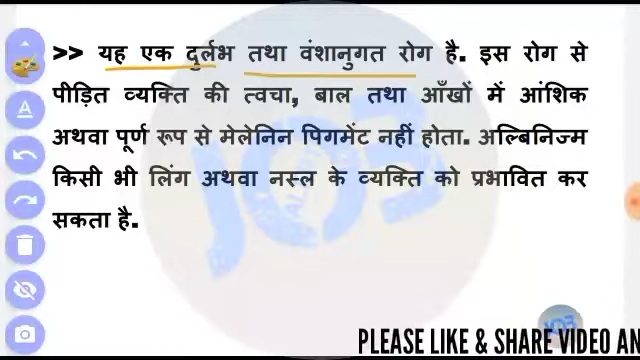 >> यह एक दुर्लभ तथा वंशानुगत रोग है. इस रोग से
पीड़ित व्यक्ति की त्वचा, बाल तथा आँखों में आंशिक
अथवा पूर्ण रूप से मेलेनिन पिगमेंट नहीं होता. अल्बिनिज्म
किसी भी लिंग अथवा नस्ल के व्यक्ति को प्रभावित कर
सकता है.
JOB
PLEASE LIKE & SHARE VIDEO AN